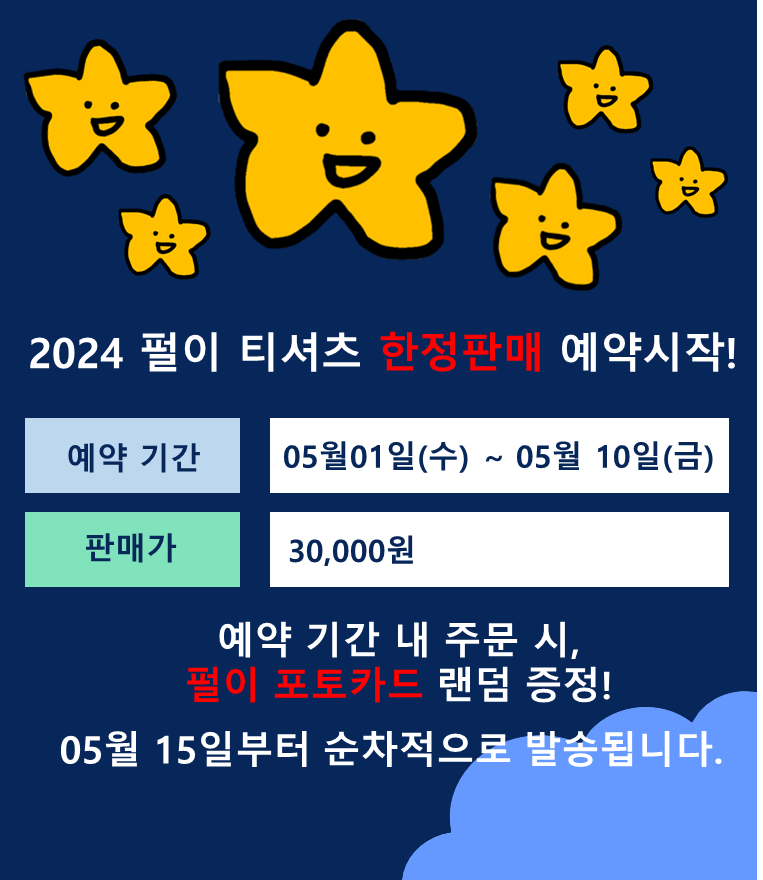 2024 펄이 티셔츠 한정판매 예약시작!
예약 기간
05월01일(수) ~ 05월 10일(금)
판매가
30,000원
예약 기간 내 주문 시,
펄이 포토카드 랜덤 증정!
05월 15일부터 순차적으로 발송됩니다.